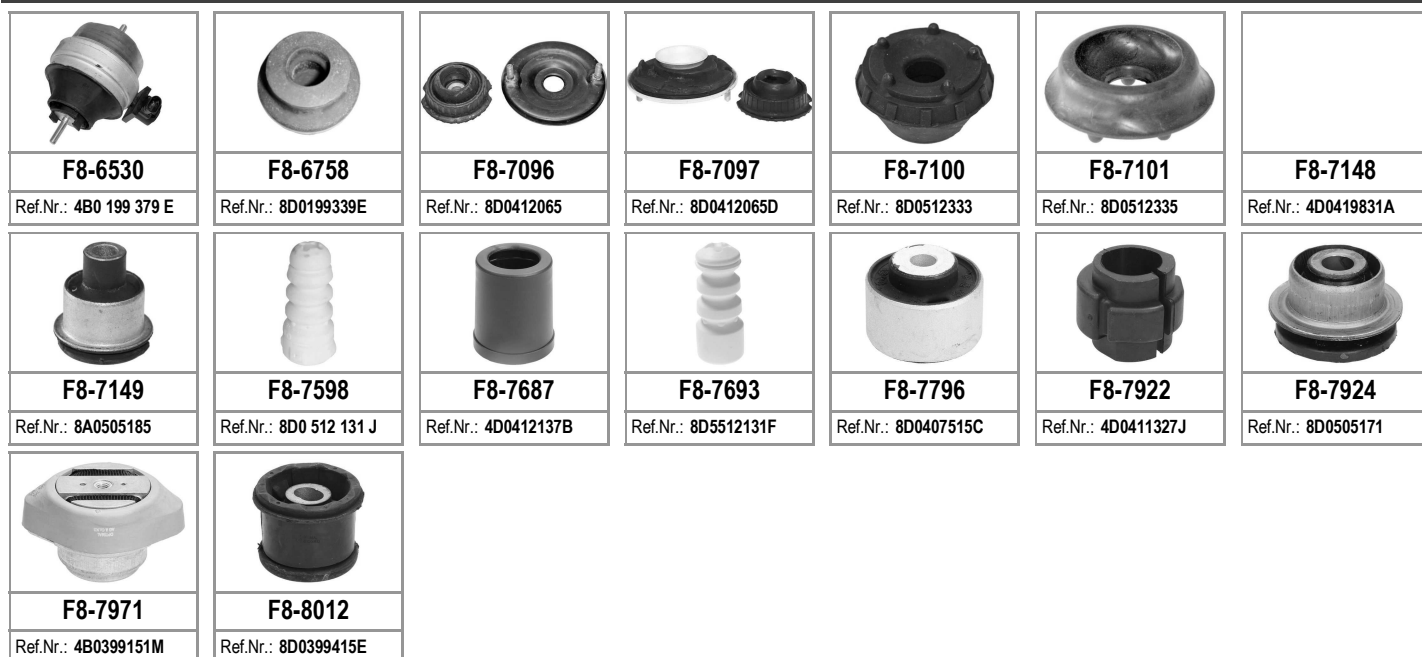 F8-6530
Ref.Nr.: 4B0 199 379 E
F8-6758
Ref.Nr.: 8D0199339E
F8-7096
Ref.Nr.: 8D0412065
F8-7097
Ref.Nr.: 8D0412065D
F8-7100
Ref.Nr.: 8D0512333
F8-7101
Ref.Nr.: 8D0512335
F8-7148
Ref.Nr.: 4D0419831A
F8-7149
Ref.Nr.: 8A0505185
F8-7598
Ref.Nr.: 8D0 512 131 J
F8-7687
Ref.Nr.: 4D0412137B
F8-7693
Ref.Nr.: 8D5512131F
F8-7796
Ref.Nr.: 8D0407515C
F8-7922
Ref.Nr.: 4D0411327J
F8-7924
Ref.Nr.: 8D0505171
F8-7971
Ref.Nr.: 4B0399151M
F8-8012
Ref.Nr.: 8D0399415E